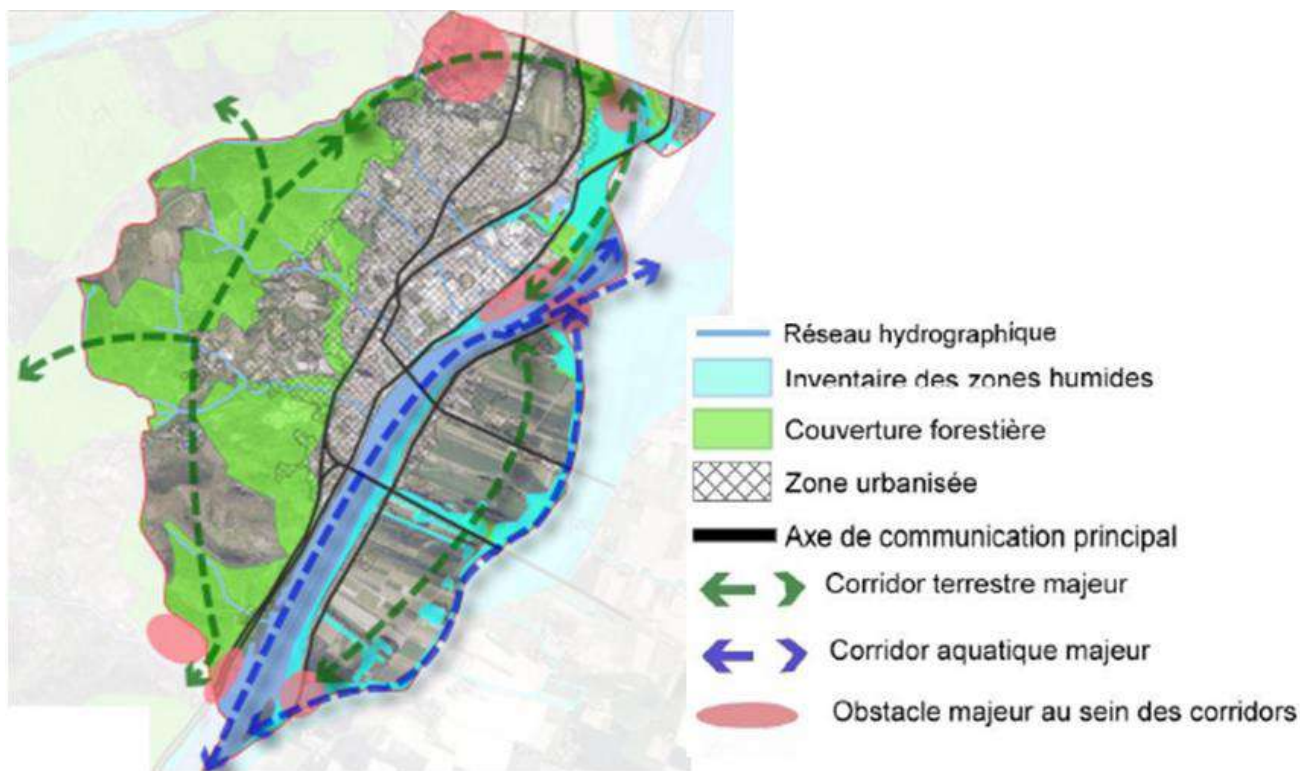 Réseau hydrographique
Inventaire des zones humides
Couverture forestière
Zone urbanisée
Axe de communication principal
Corridor terrestre majeur
Corridor aquatique majeur
Obstacle majeur au sein des corridors